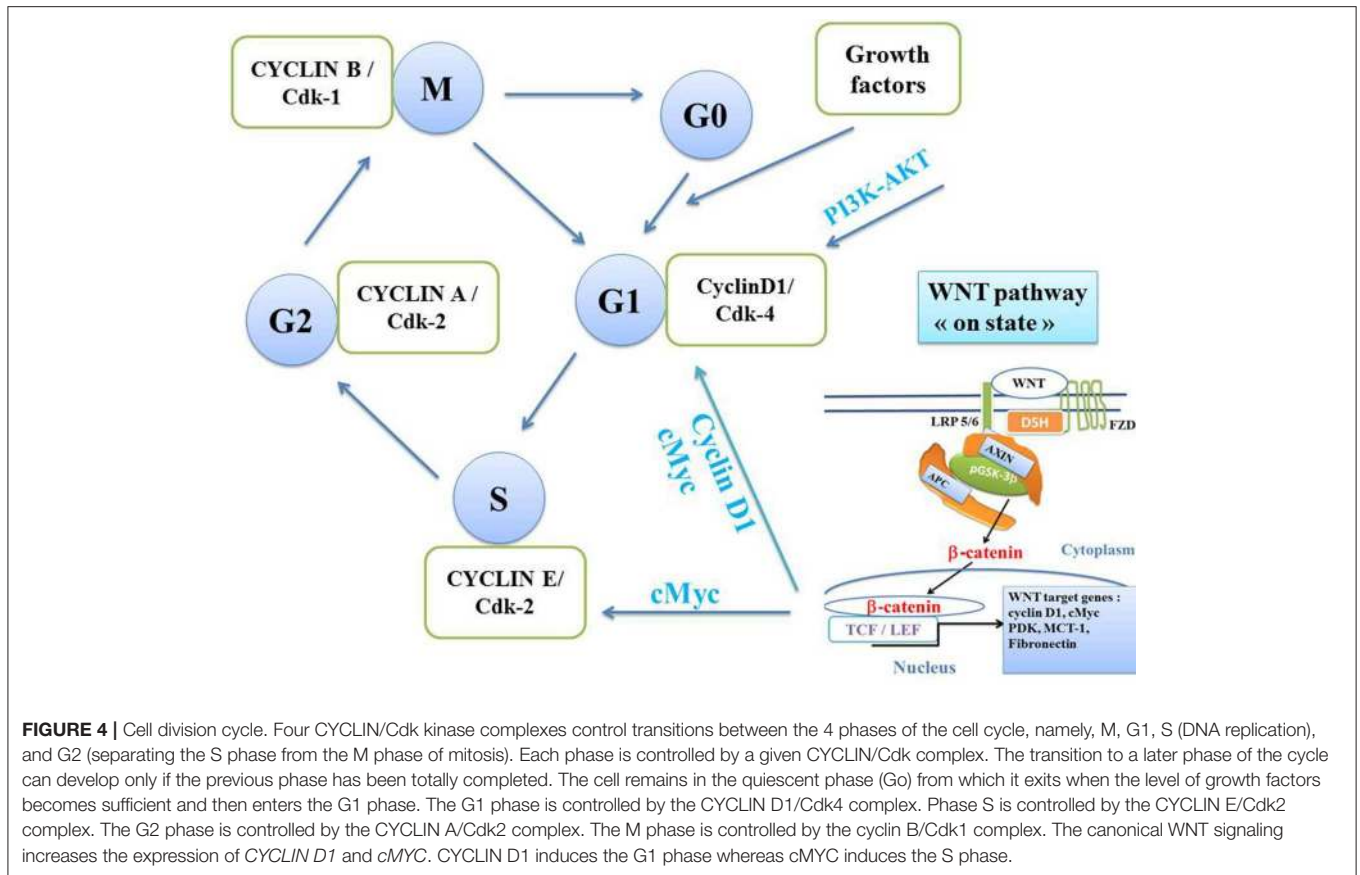 CYCLIN B /
Cdk-1
M
G0
Growth
factors
PI3K-AKT
G2
CYCLIN A /
Cdk-2
G1
CyclinD1/
Cdk-4
WNT pathway
« on state »
WNT
LRP 5/6
DSH
FZD
AXIN
pGSK-3β
APC
β-catenin
Cytoplasm
Cyclin D1
cMyc
S
CYCLIN E/
Cdk-2
cMyc
β-catenin
TCF / LEF
Nucleus
WNT target genes :
cyclin D1, cMyc
PDK, MCT-1,
Fibronectin
FIGURE 4 | Cell division cycle. Four CYCLIN/Cdk kinase complexes control transitions between the 4 phases of the cell cycle, namely, M, G1, S (DNA replication),
and G2 (separating the S phase from the M phase of mitosis). Each phase is controlled by a given CYCLIN/Cdk complex. The transition to a later phase of the cycle
can develop only if the previous phase has been totally completed. The cell remains in the quiescent phase (Go) from which it exits when the level of growth factors
becomes sufficient and then enters the G1 phase. The G1 phase is controlled by the CYCLIN D1/Cdk4 complex. Phase S is controlled by the CYCLIN E/Cdk2
complex. The G2 phase is controlled by the CYCLIN A/Cdk2 complex. The M phase is controlled by the cyclin B/Cdk1 complex. The canonical WNT signaling
increases the expression of CYCLIN D1 and cMYC. CYCLIN D1 induces the G1 phase whereas cMYC induces the S phase.